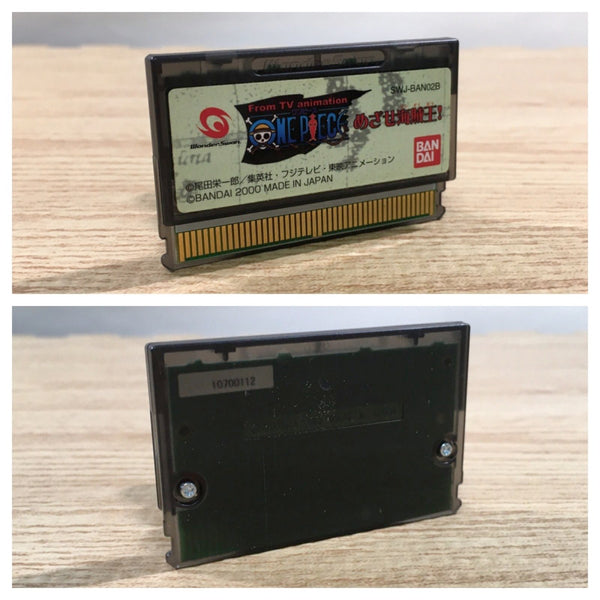 SWJ-BAN02B
From TV animation
ONE PIECE めざせ海賊王!
WonderSwan
BAN
DAI
©尾田栄一郎/集英社・フジテレビ・東映アニメーション
©BANDAI 2000 MADE IN JAPAN
10700112